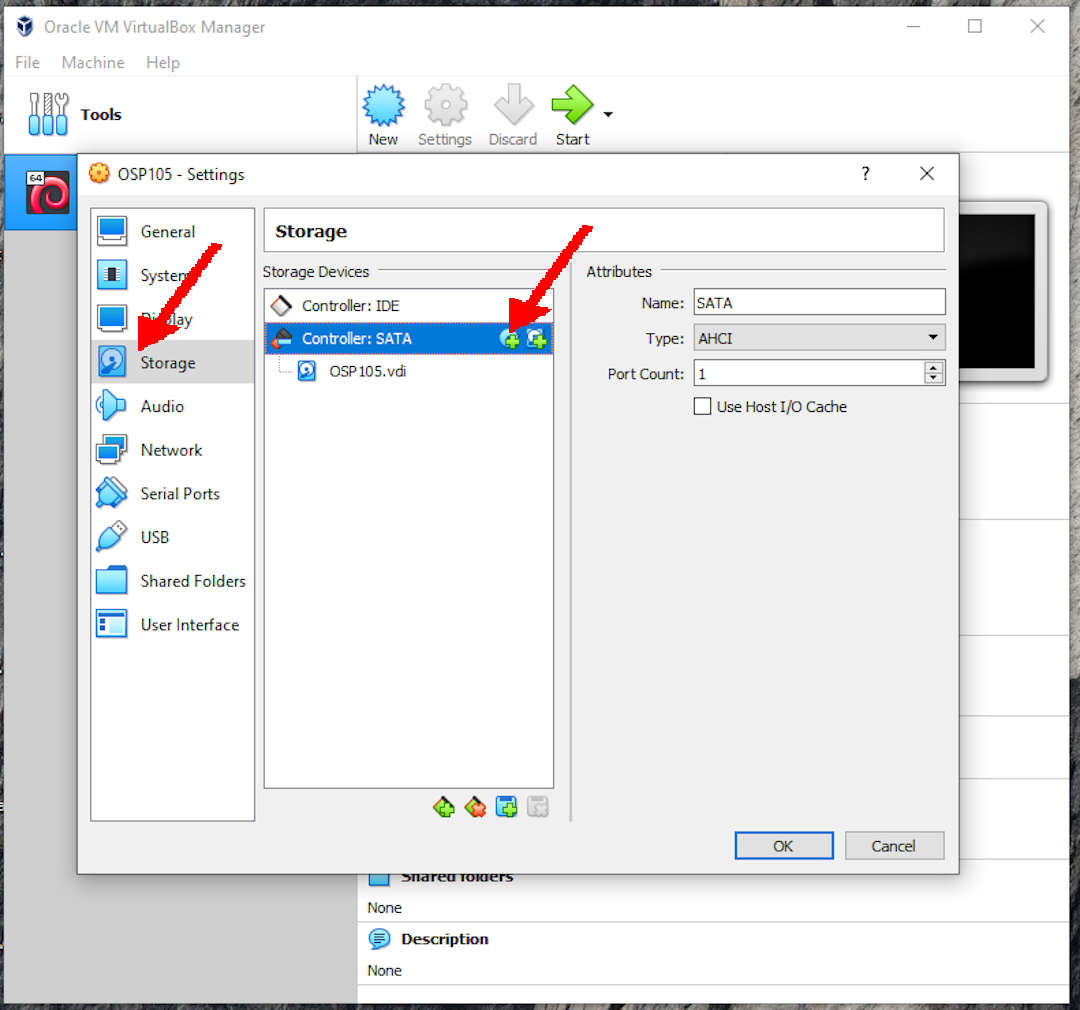 Oracle VM VirtualBox Manager
File Machine Help
Tools
New Settings Discard Start
64
OSP105 - Settings ?
General
System
Display
Storage
Audio
Network
Serial Ports
USB
Shared Folders
User Interface
Storage
Storage Devices
Controller: IDE
Controller: SATA
OSP105.vdi
Attributes
Name: SATA
Type: AHCI
Port Count: 1
Use Host I/O Cache
OK Cancel
Shared folders
None
Description
None